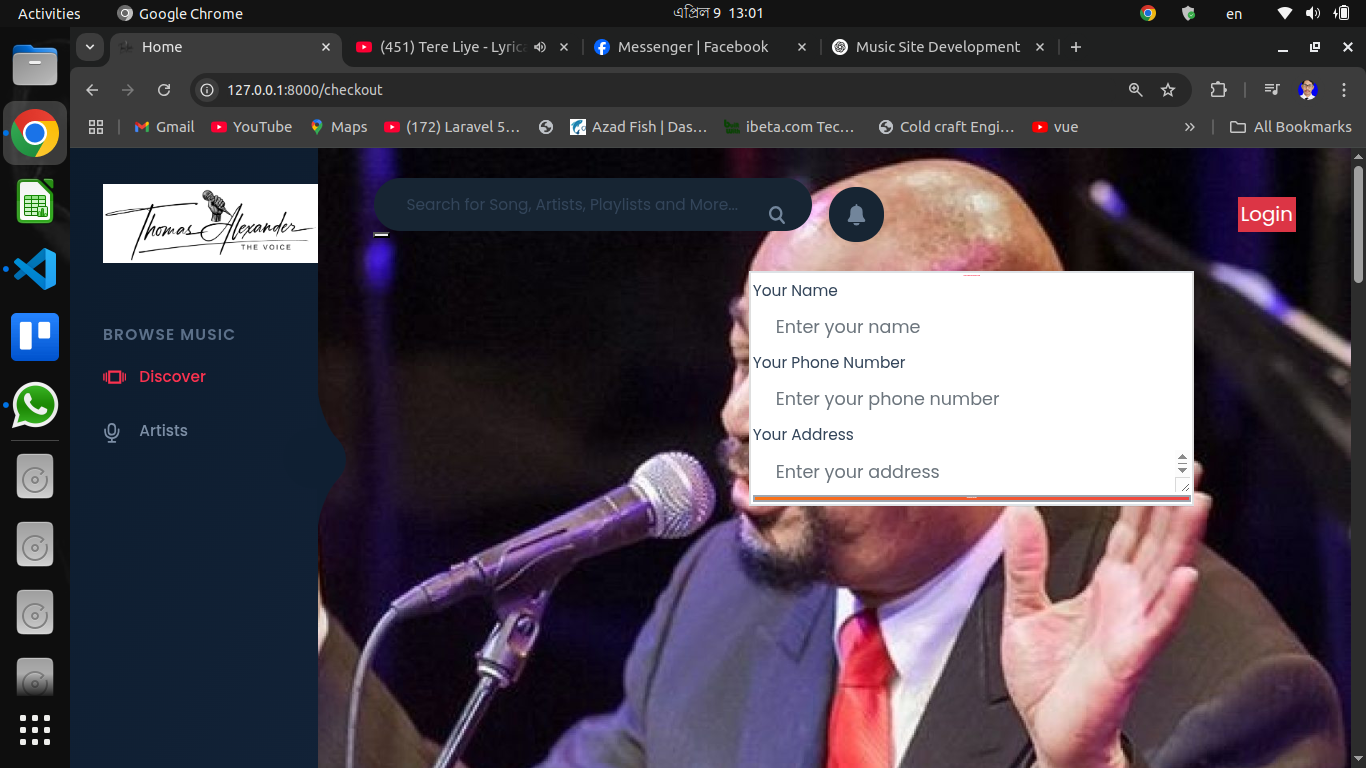 Activities
Google Chrome
এপ্রিল 9 13:01
en
Home
(451) Tere Liye - Lyric
Messenger | Facebook
Music Site Development
127.0.0.1:8000/checkout
Gmail
YouTube
Maps
(172) Laravel 5…
Azad Fish | Das…
ibeta.com Tec…
Cold craft Engi…
vue
All Bookmarks
Thomas Alexander
THE VOICE
Search for Song, Artists, Playlists and More...
Login
BROWSE MUSIC
Discover
Artists
Your Name
Enter your name
Your Phone Number
Enter your phone number
Your Address
Enter your address